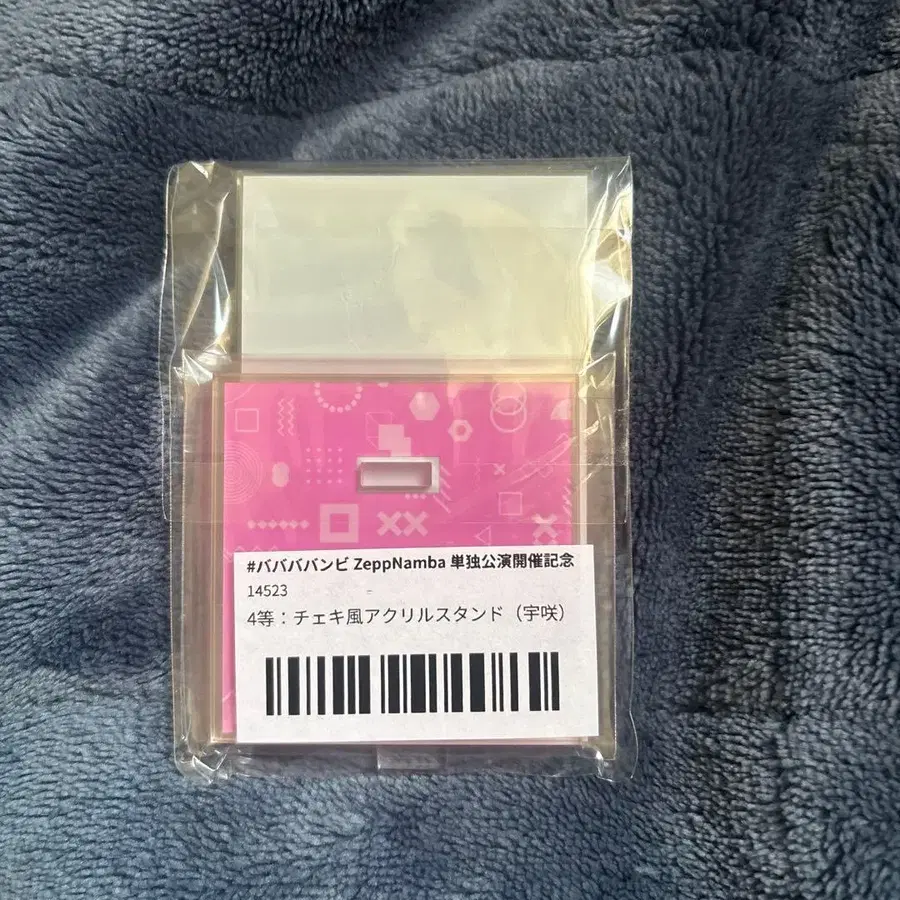 #ババババンビ ZeppNamba 単独公演開催記念
14523
4等：チェキ風アクリルスタンド（宇咲）